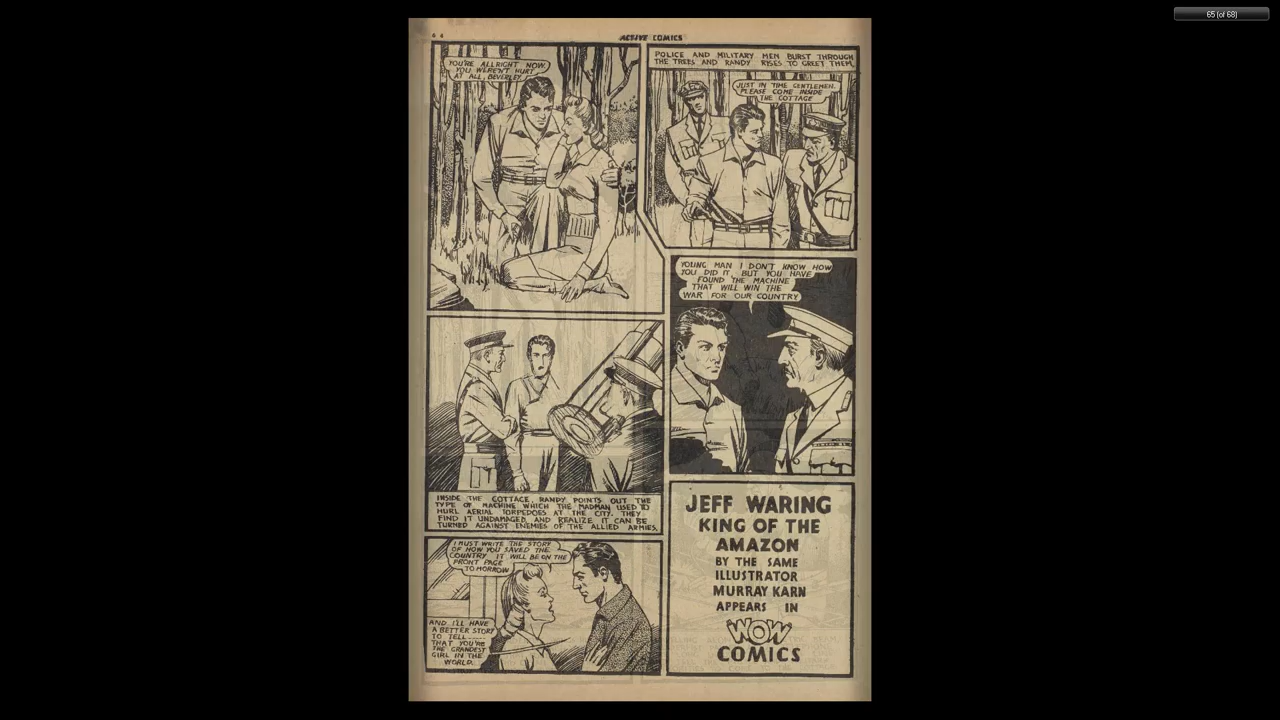 65 (of 68)
64
ACTIVE COMICS
YOU'RE ALLRIGHT NOW.
YOU WEREN'T HURT
AT ALL, BEVERLEY.
POLICE AND MILITARY MEN BURST THROUGH
THE TREES AND RANDY RISES TO GREET THEM.
JUST IN TIME GENTLEMEN.
PLEASE COME INSIDE
THE COTTAGE
INSIDE THE COTTAGE, RANDY POINTS OUT THE
TYPE OF MACHINE WHICH THE MADMAN USED TO
HURL AERIAL TORPEDOES AT THE CITY. THEY
FIND IT UNDAMAGED, AND REALIZE IT CAN BE
TURNED AGAINST ENEMIES OF THE ALLIED ARMIES.
YOUNG MAN I DON'T KNOW HOW
YOU DID IT, BUT YOU HAVE
FOUND THE MACHINE
THAT WILL WIN THE
WAR FOR OUR COUNTRY
I MUST WRITE THE STORY
OF HOW YOU SAVED THE
COUNTRY IT WILL BE ON THE
FRONT PAGE
TO-MORROW
AND I'LL HAVE
A BETTER STORY
TO TELL......
THAT YOU'RE
THE GRANDEST
GIRL IN THE
WORLD.
JEFF WARING
KING OF THE
AMAZON
BY THE SAME
ILLUSTRATOR
MURRAY KARN
APPEARS IN
WOW
COMICS